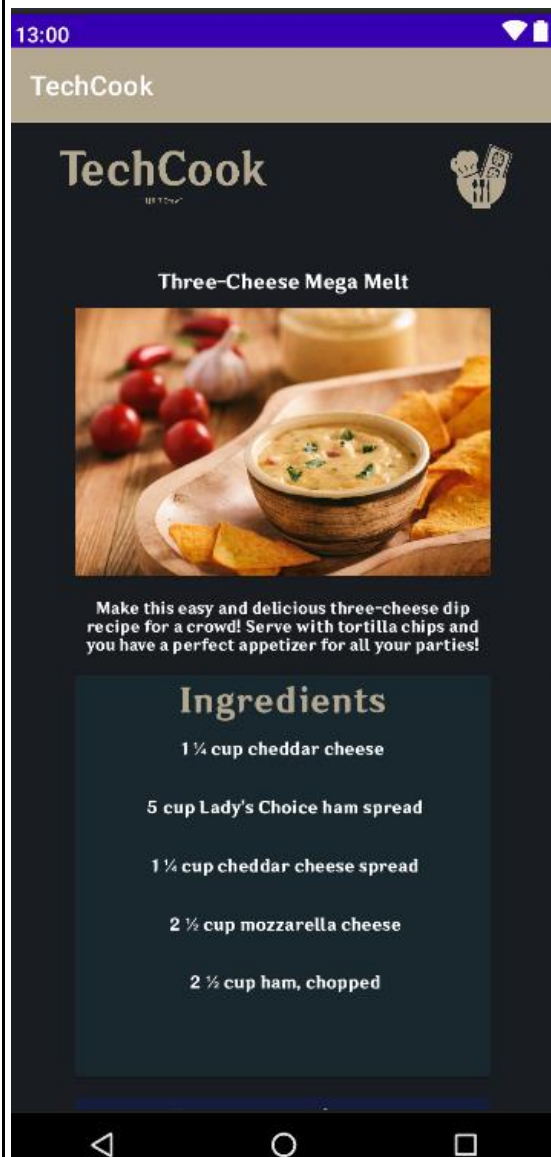 13:00
TechCook
TechCook
Three-Cheese Mega Melt
Make this easy and delicious three-cheese dip
recipe for a crowd! Serve with tortilla chips and
you have a perfect appetizer for all your parties!
Ingredients
1 ¼ cup cheddar cheese
5 cup Lady's Choice ham spread
1 ¼ cup cheddar cheese spread
2 ½ cup mozzarella cheese
2 ½ cup ham, chopped